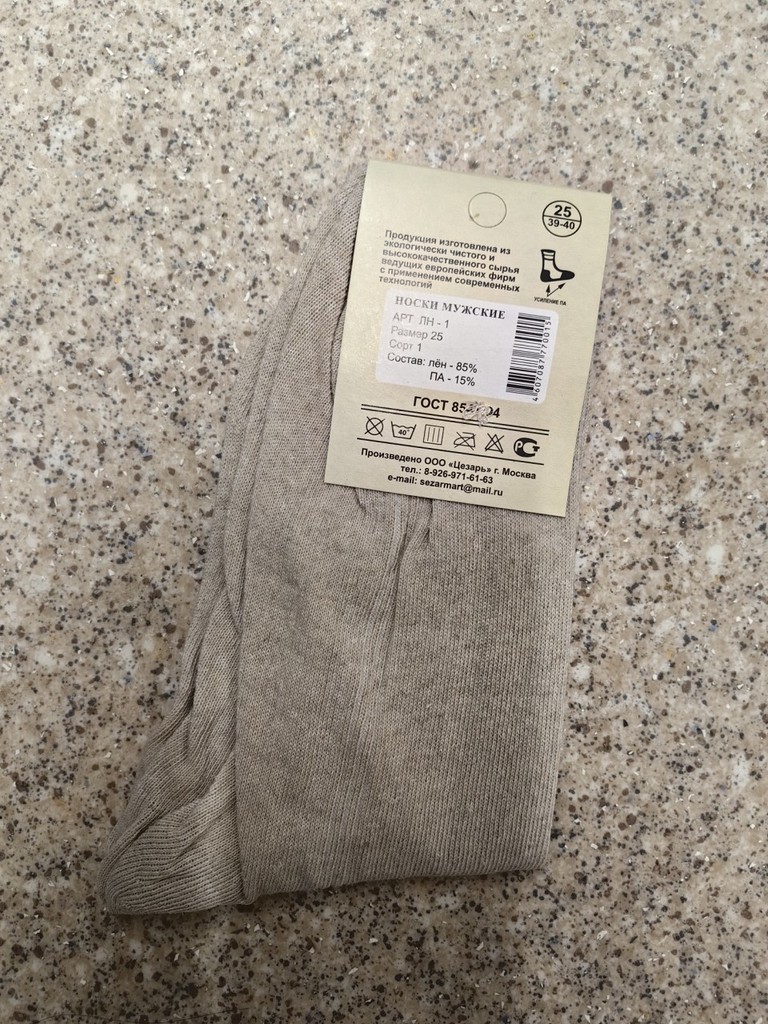 25
39-40
Продукция изготовлена из
экологически чистого и
высококачественного сырья
ведущих европейских фирм
с применением современных
технологий
УСИЛЕНИЕ ПА
НОСКИ МУЖСКИЕ
АРТ. ЛН - 1
Размер 25
Сорт 1
Состав: лён - 85%
ПА - 15%
4607087770015
ГОСТ
40°
РС
Произведено ООО «Цезарь» г. Москва
тел.: 8-926-971-61-63
e-mail: sezarmart@mail.ru